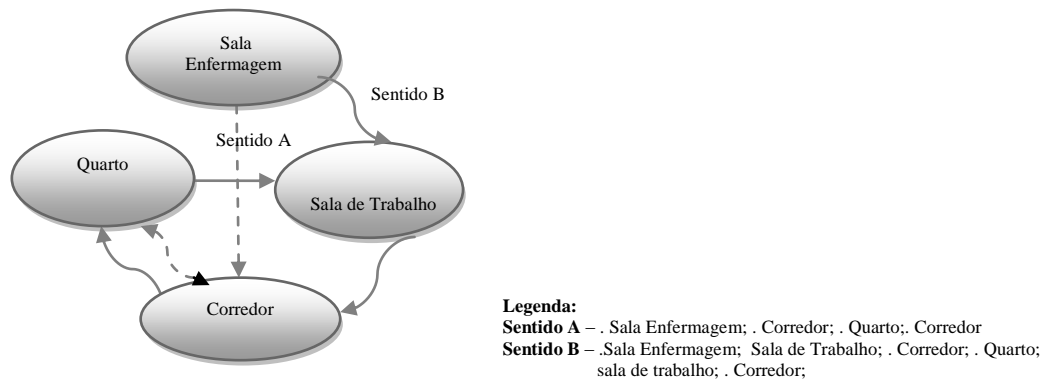 Sala
Enfermagem
Sentido B
Sentido A
Quarto
Sala de Trabalho
Corredor
Legenda:
Sentido A – . Sala Enfermagem; . Corredor; . Quarto;. Corredor
Sentido B – .Sala Enfermagem; Sala de Trabalho; . Corredor; . Quarto;
sala de trabalho; . Corredor;